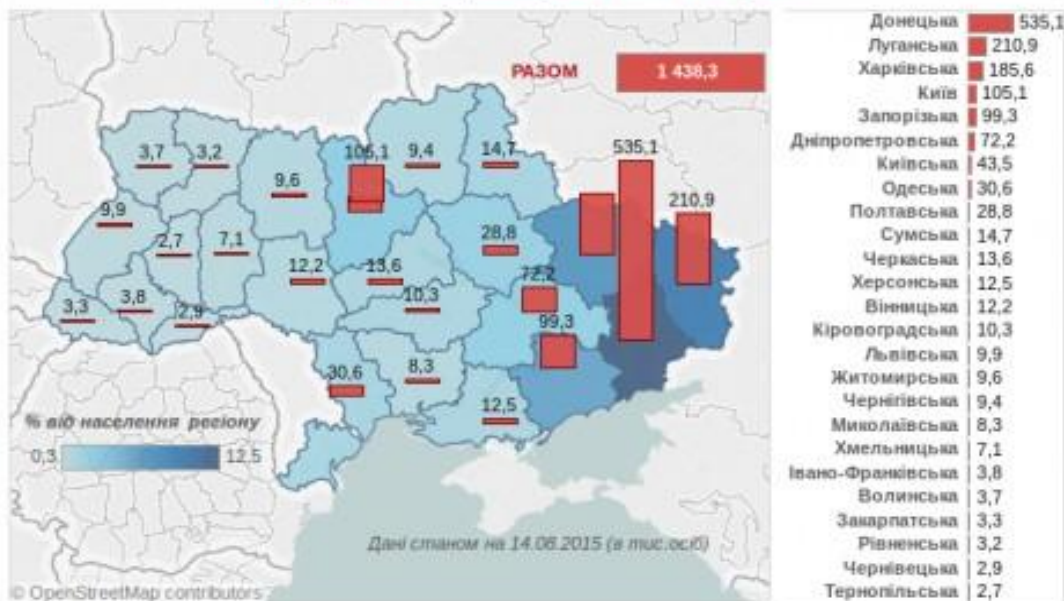 РАЗОМ 1 438,3
3,7
3,2
9,6
105,1
9,4
14,7
535,1
210,9
9,9
2,7
7,1
12,2
13,6
28,8
72,2
10,3
99,3
3,3
3,8
2,9
30,6
8,3
12,5
% від населення регіону
0,3 12,5
Дані станом на 14.08.2015 (в тис.осіб)
© OpenStreetMap contributors
Донецька 535,1
Луганська 210,9
Харківська 185,6
Київ 105,1
Запорізька 99,3
Дніпропетровська 72,2
Київська 43,5
Одеська 30,6
Полтавська 28,8
Сумська 14,7
Черкаська 13,6
Херсонська 12,5
Вінницька 12,2
Кіровоградська 10,3
Львівська 9,9
Житомирська 9,6
Чернігівська 9,4
Миколаївська 8,3
Хмельницька 7,1
Івано-Франківська 3,8
Волинська 3,7
Закарпатська 3,3
Рівненська 3,2
Чернівецька 2,9
Тернопільська 2,7